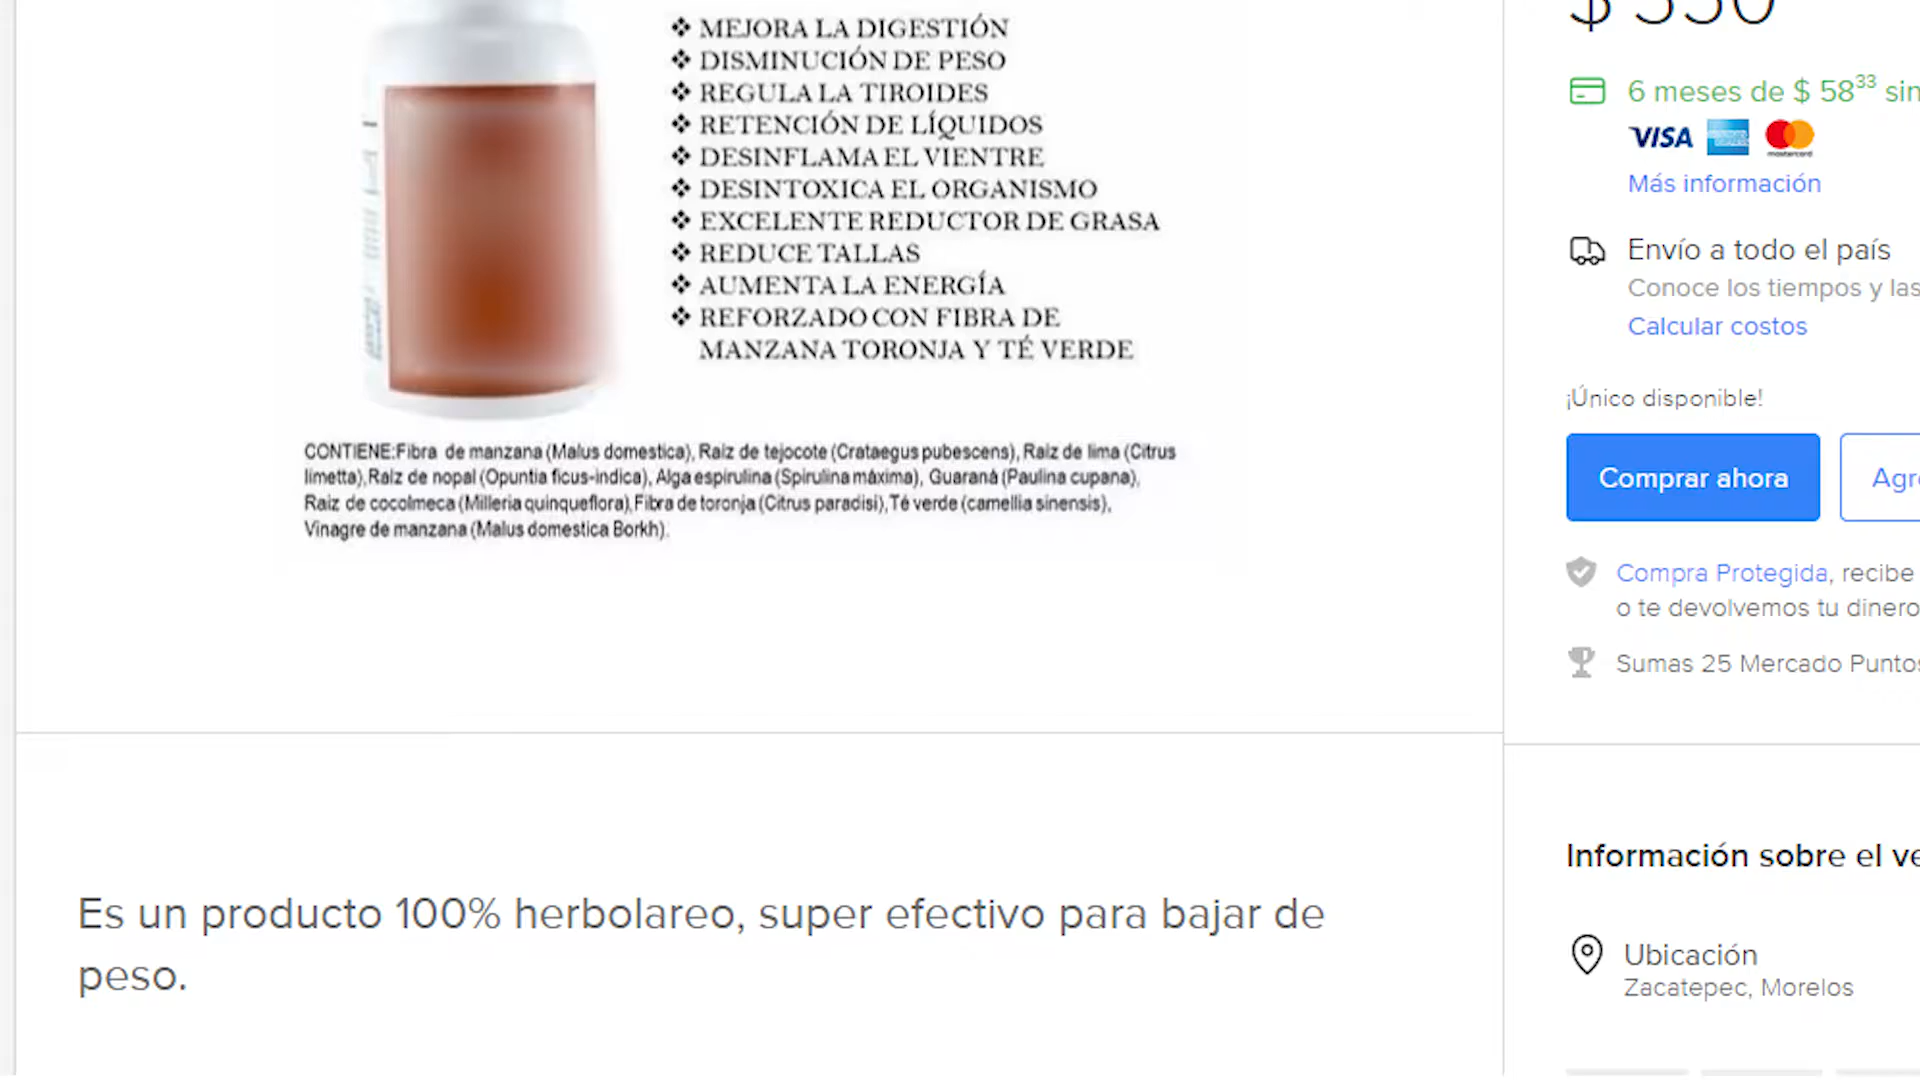 ❖ MEJORA LA DIGESTIÓN
❖ DISMINUCIÓN DE PESO
❖ REGULA LA TIROIDES
❖ RETENCIÓN DE LÍQUIDOS
❖ DESINFLAMA EL VIENTRE
❖ DESINTOXICA EL ORGANISMO
❖ EXCELENTE REDUCTOR DE GRASA
❖ REDUCE TALLAS
❖ AUMENTA LA ENERGÍA
❖ REFORZADO CON FIBRA DE
MANZANA TORONJA Y TÉ VERDE
CONTIENE:Fibra de manzana (Malus domestica), Raiz de tejocote (Crataegus pubescens), Raiz de lima (Citrus
limetta),Raiz de nopal (Opuntia ficus-indica), Alga espirulina (Spirulina máxima), Guaraná (Paulina cupana),
Raiz de cocolmeca (Milleria quinqueflora),Fibra de toronja (Citrus paradisi),Té verde (camellia sinensis),
Vinagre de manzana (Malus domestica Borkh).
Es un producto 100% herbolareo, super efectivo para bajar de
peso.
$ 350
6 meses de $ 58³³ sin
VISA
mastercard
Más información
Envío a todo el país
Conoce los tiempos y las
Calcular costos
¡Único disponible!
Comprar ahora
Agre
Compra Protegida, recibe
o te devolvemos tu dinero
Sumas 25 Mercado Puntos
Información sobre el ve
Ubicación
Zacatepec, Morelos